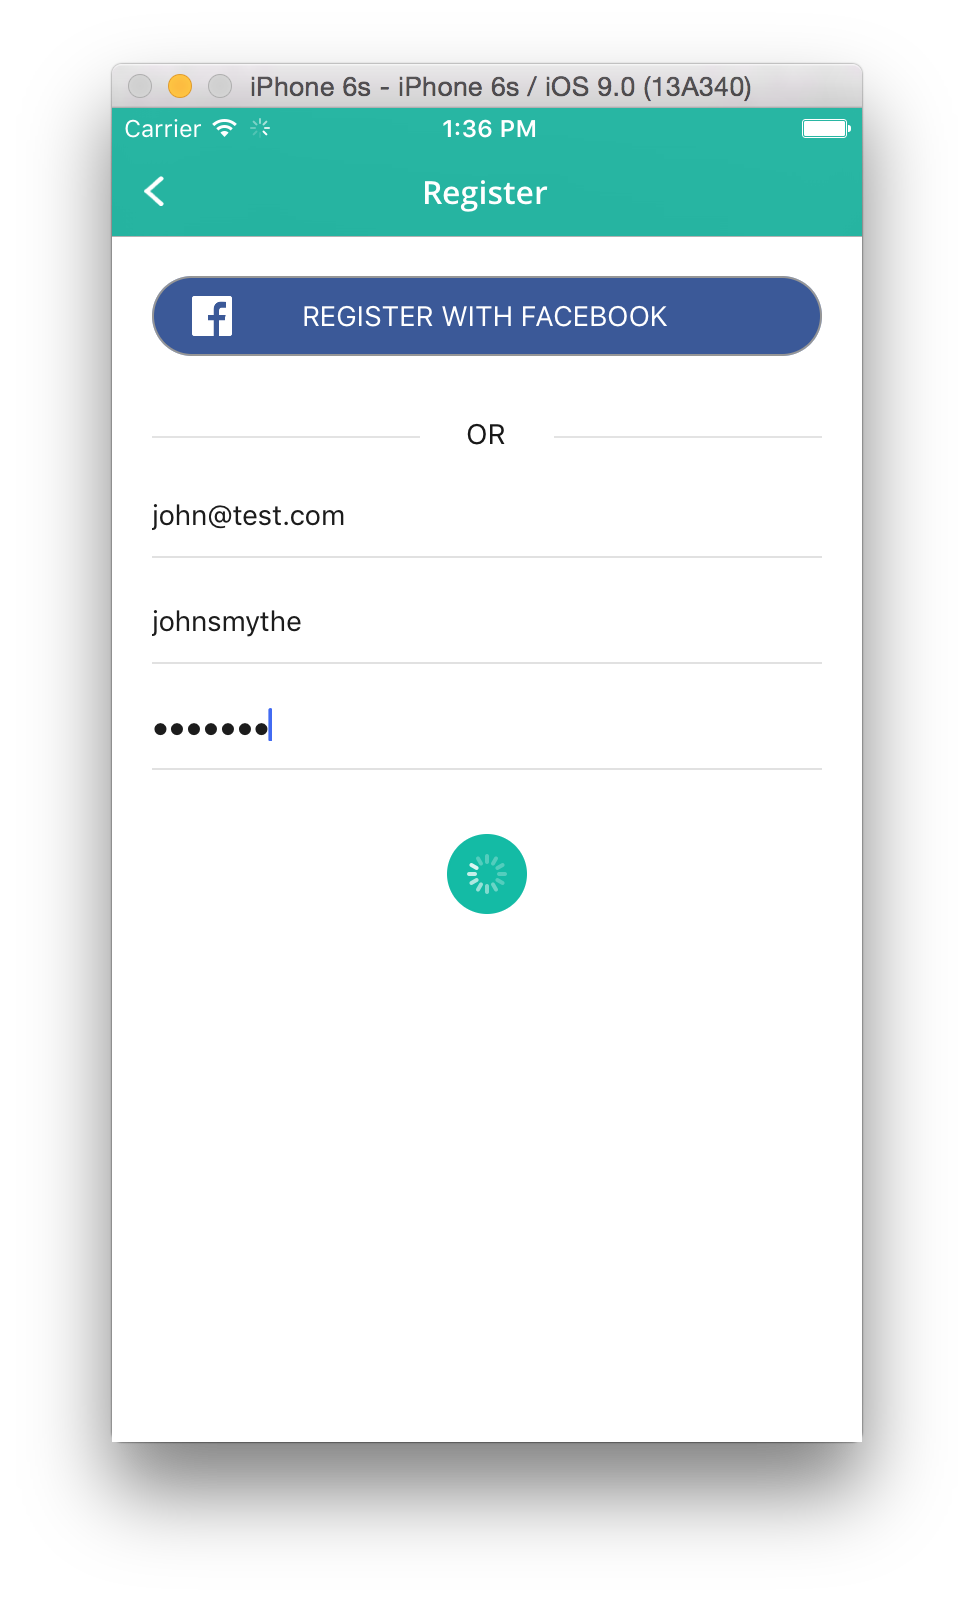 iPhone 6s - iPhone 6s / iOS 9.0 (13A340)
Carrier 1:36 PM
Register
REGISTER WITH FACEBOOK
OR
john@test.com
johnsmythe
•••••••